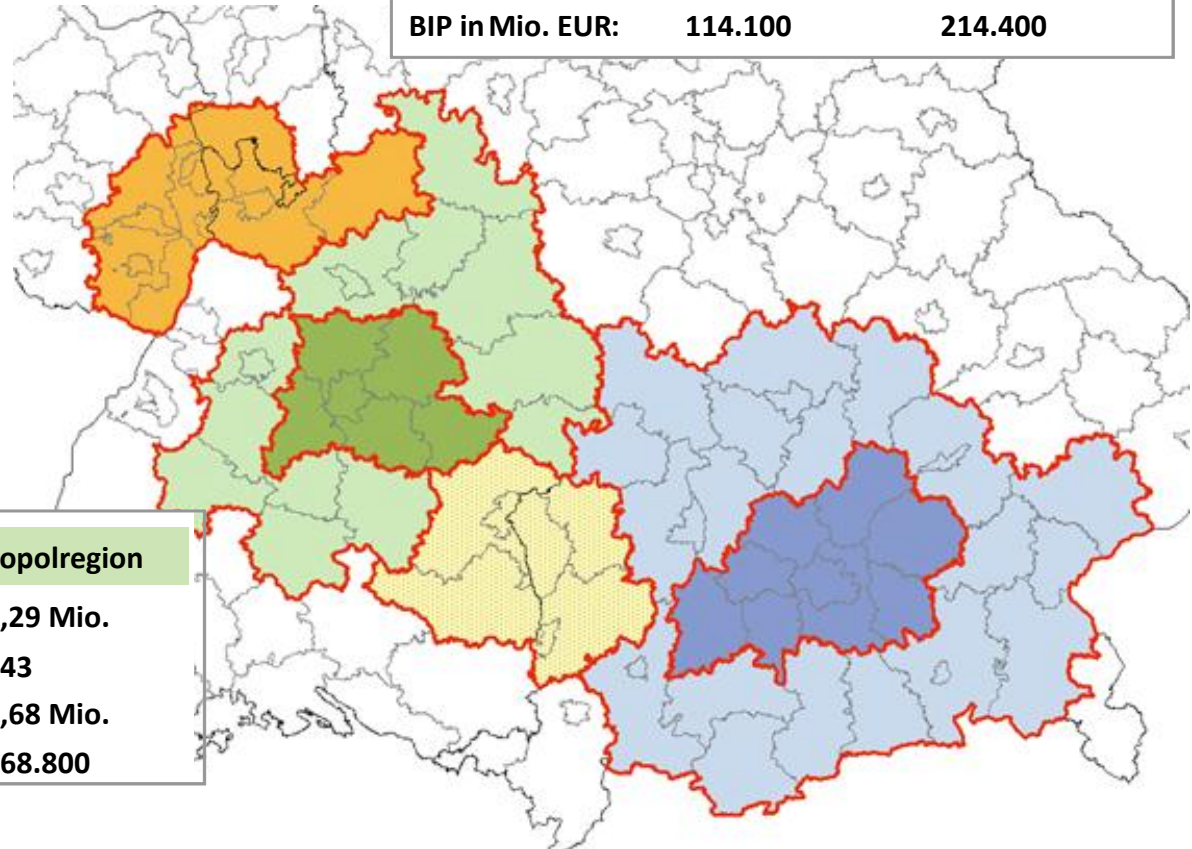 BIP in Mio. EUR: 114.100 214.400
opolregion
,29 Mio.
43
,68 Mio.
68.800